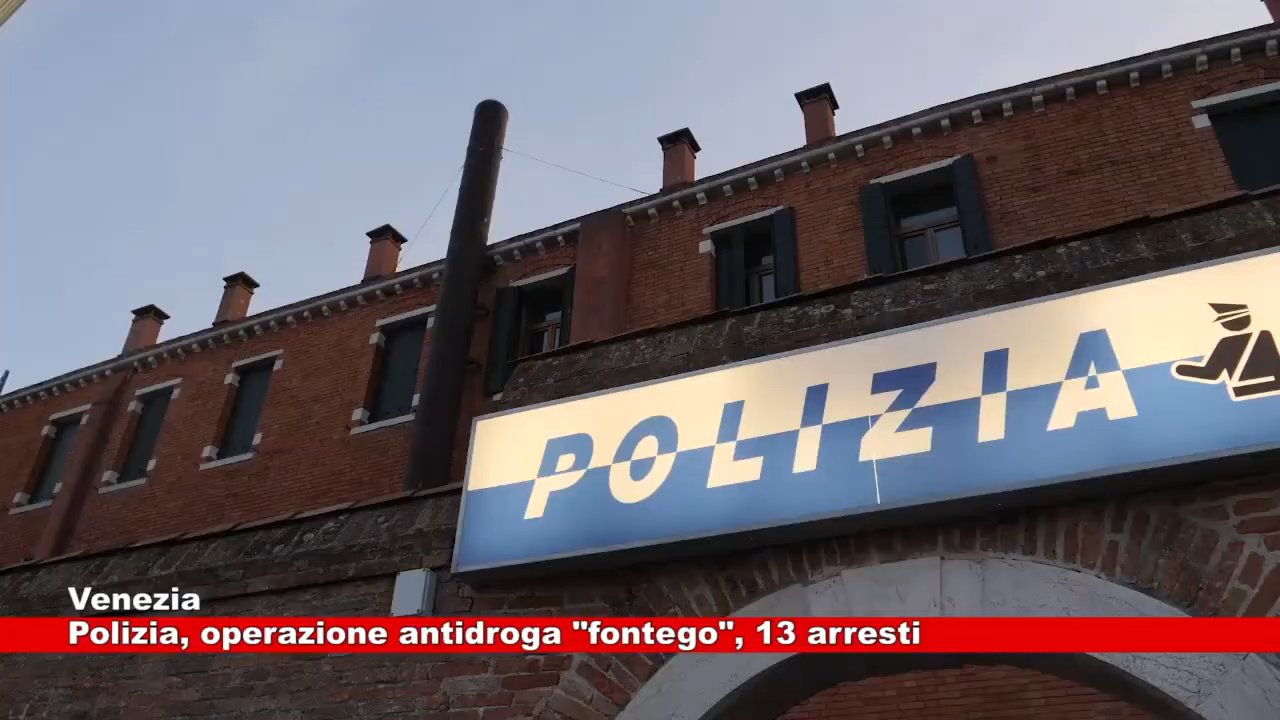 POLIZIA
Venezia
Polizia, operazione antidroga "fontego", 13 arresti